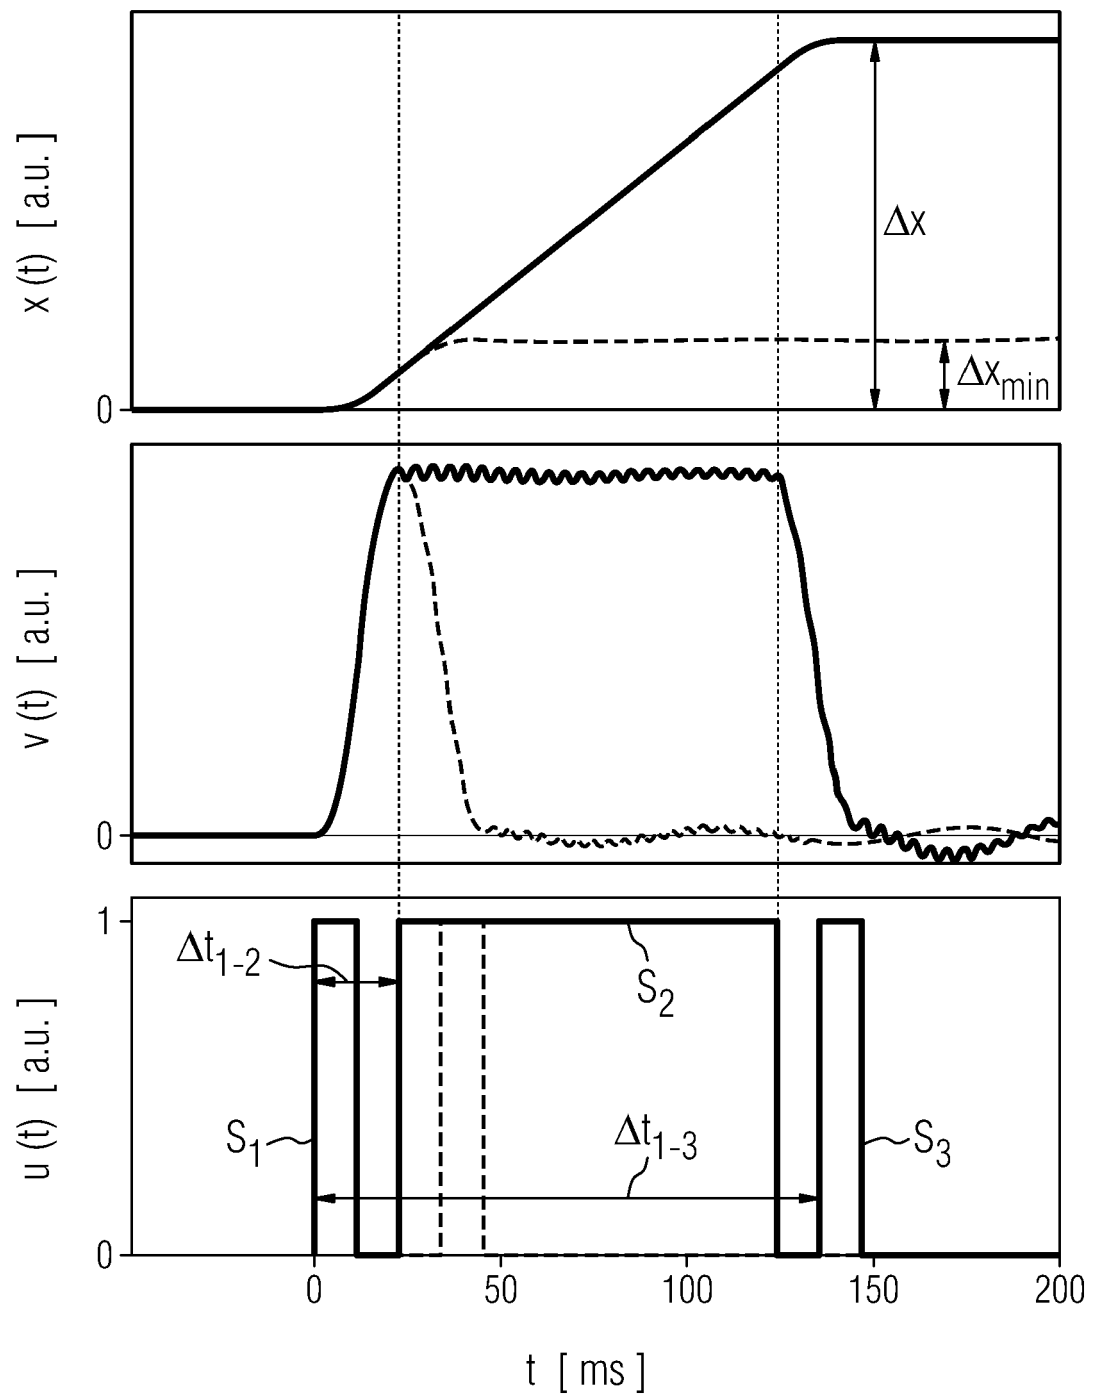 x (t) [ a.u. ]
Δx
Δx_min
0
v (t) [ a.u. ]
0
u (t) [ a.u. ]
1
Δt_1-2
S_2
S_1
Δt_1-3
S_3
0
0 50 100 150 200
t [ ms ]